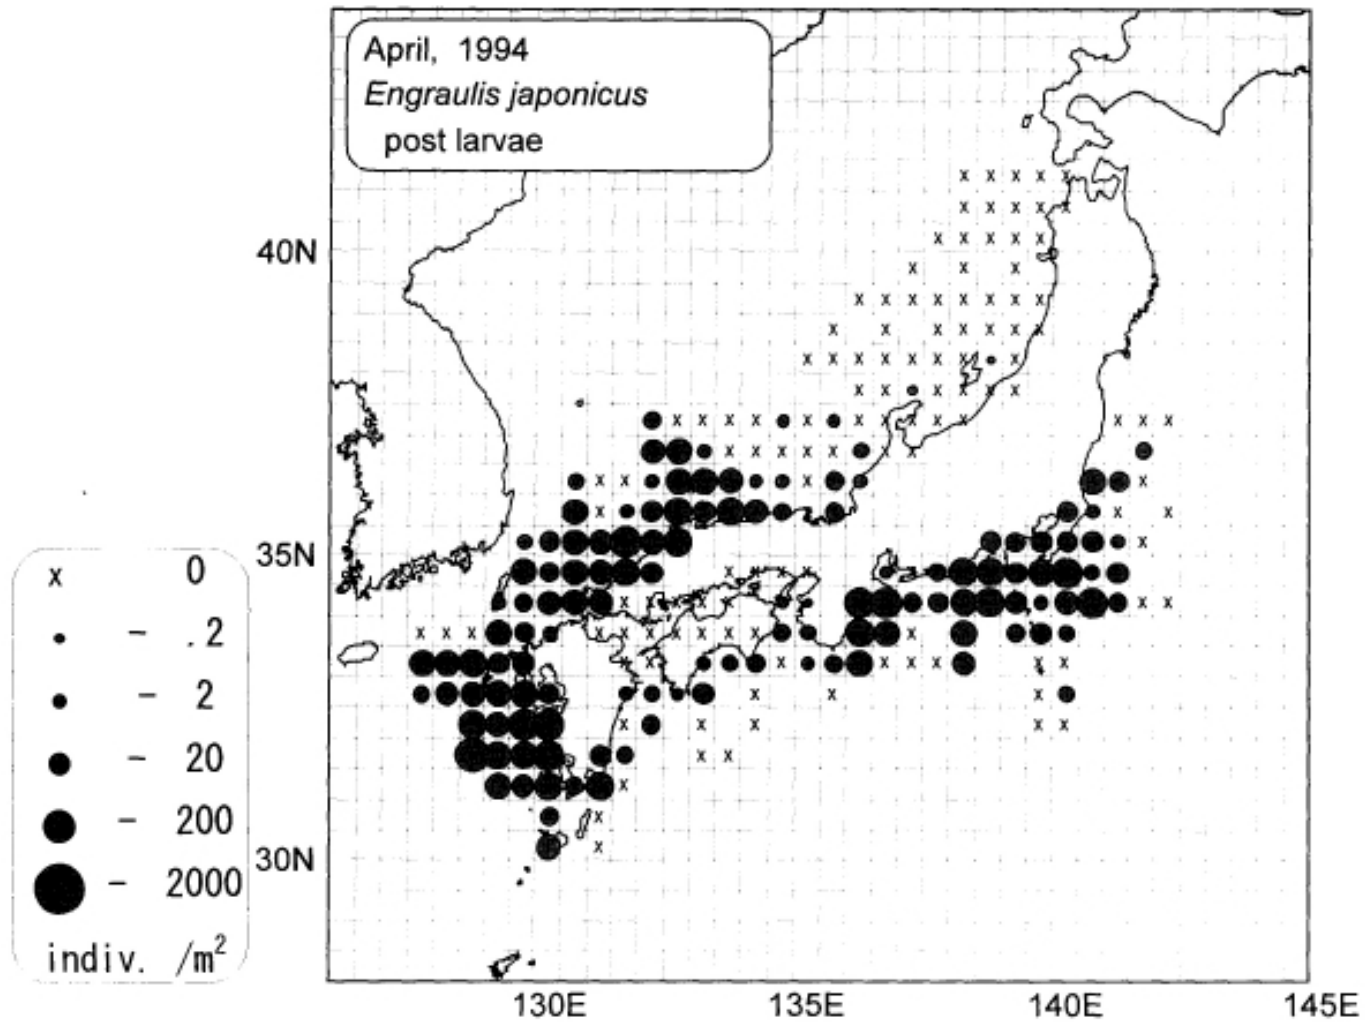 April, 1994
Engraulis japonicus
post larvae
40N
35N
30N
130E
135E
140E
145E
x 0
- .2
- 2
- 20
- 200
- 2000
indiv. /m²